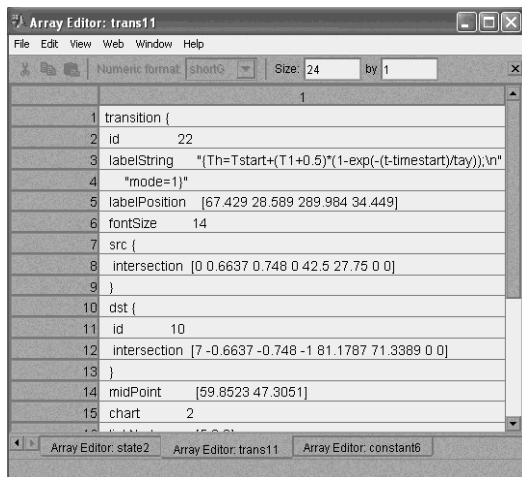 Array Editor: trans11
File Edit View Web Window Help
Numeric format: shortG Size: 24 by 1
1
1 transition {
2 id 22
3 labelString "{Th=Tstart+(T1+0.5)*(1-exp(-(t-timestart)/tay));\n"
4 "mode=1}"
5 labelPosition [67.429 28.589 289.984 34.449]
6 fontSize 14
7 src {
8 intersection [0 0.6637 0.748 0 42.5 27.75 0 0]
9 }
10 dst {
11 id 10
12 intersection [7 -0.6637 -0.748 -1 81.1787 71.3389 0 0]
13 }
14 midPoint [59.8523 47.3051]
15 chart 2
Array Editor: state2 Array Editor: trans11 Array Editor: constant6